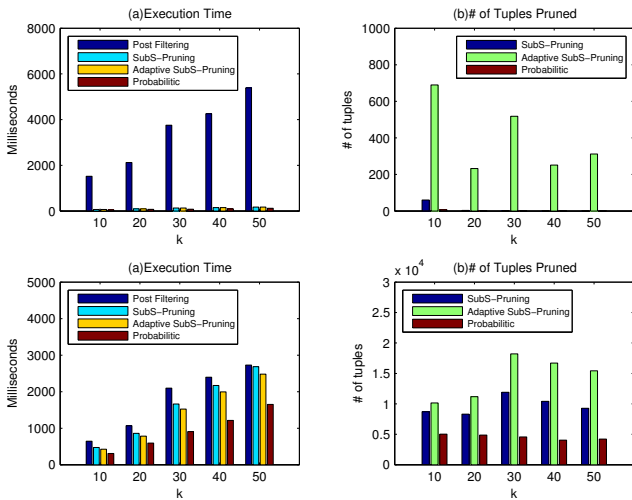 (a)Execution Time
8000
6000
4000
2000
0
Milliseconds
Post Filtering
SubS-Pruning
Adaptive SubS-Pruning
Probabilitic
10 20 30 40 50
k
(b)# of Tuples Pruned
1000
800
600
400
200
0
# of tuples
SubS-Pruning
Adaptive SubS-Pruning
Probabilitic
10 20 30 40 50
k
(a)Execution Time
5000
4000
3000
2000
1000
0
Milliseconds
Post Filtering
SubS-Pruning
Adaptive SubS-Pruning
Probabilitic
10 20 30 40 50
k
(b)# of Tuples Pruned
x 10^4
3
2.5
2
1.5
1
0.5
0
# of tuples
SubS-Pruning
Adaptive SubS-Pruning
Probabilitic
10 20 30 40 50
k